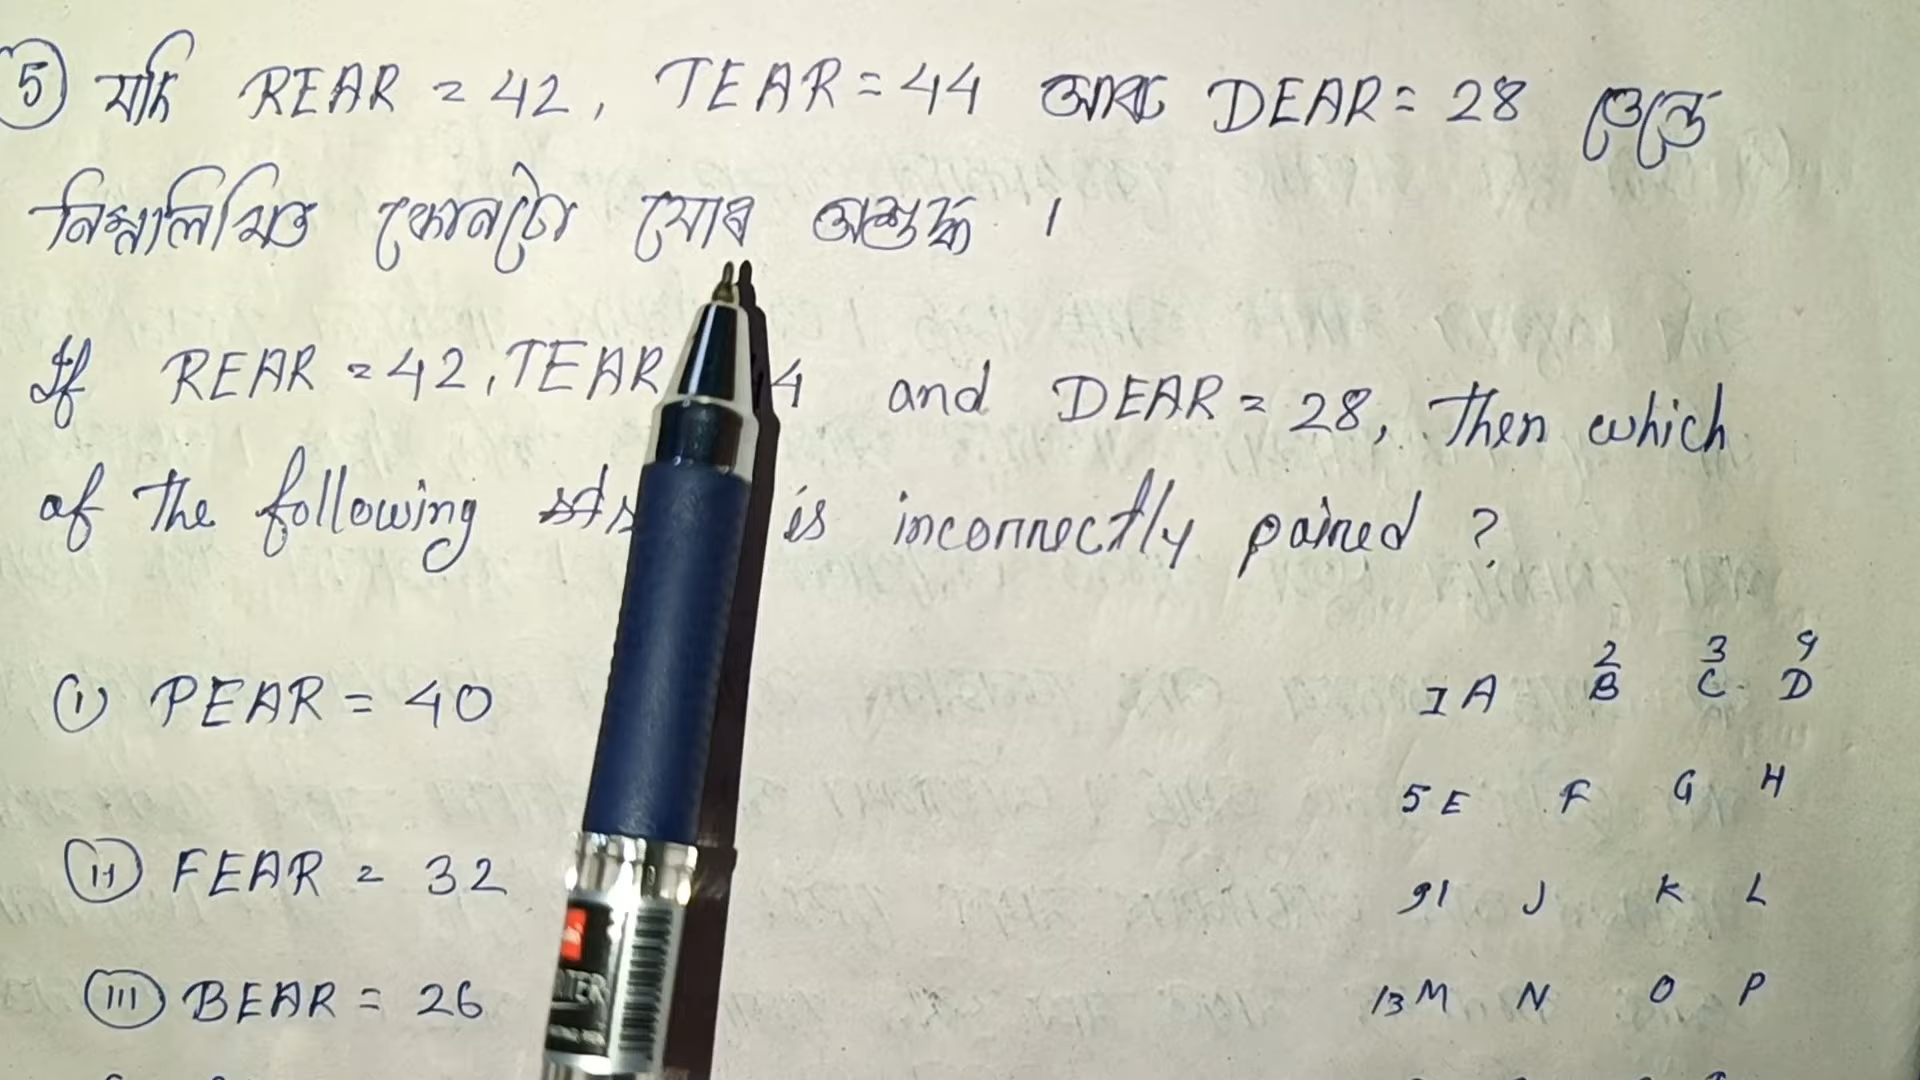 5 যদি REAR = 42, TEAR = 44 আৰু DEAR = 28 তেন্তে
নিম্নলিখিত কোনটো যোৰ অশুদ্ধ ।
If REAR = 42, TEAR 4 and DEAR = 28, Then which
of the following is incorrectly paired ?
(I) PEAR = 40
(II) FEAR = 32
(III) BEAR = 26
2 3 4
1 A B C D
5 E F G H
9 I J K L
13 M N O P